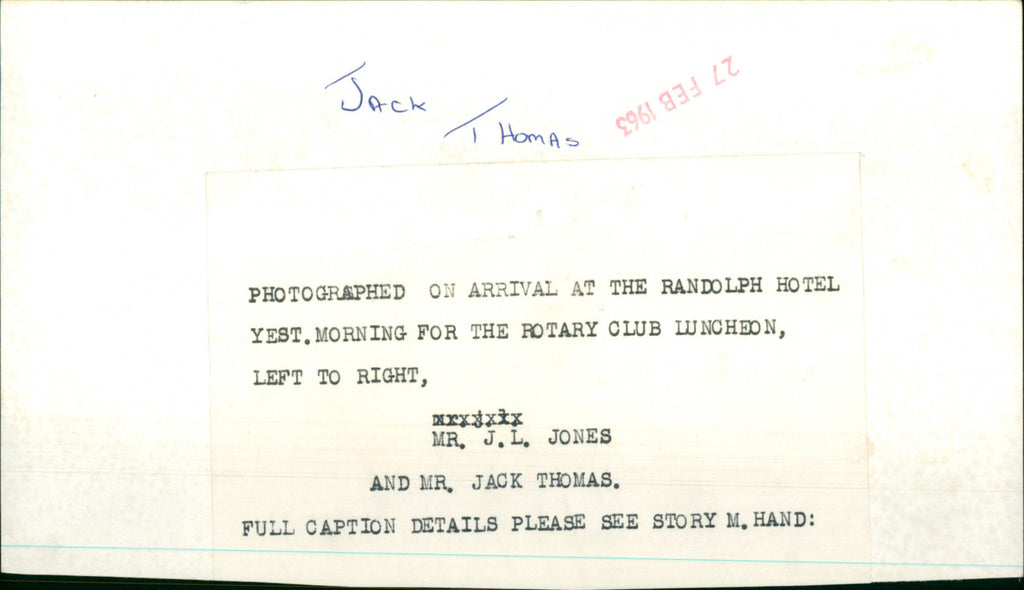 Jack
Thomas
27 FEB 1963
PHOTOGRAPHED ON ARRIVAL AT THE RANDOLPH HOTEL
YEST. MORNING FOR THE ROTARY CLUB LUNCHEON,
LEFT TO RIGHT,
MR. J.L. JONES
AND MR. JACK THOMAS.
FULL CAPTION DETAILS PLEASE SEE STORY M. HAND: